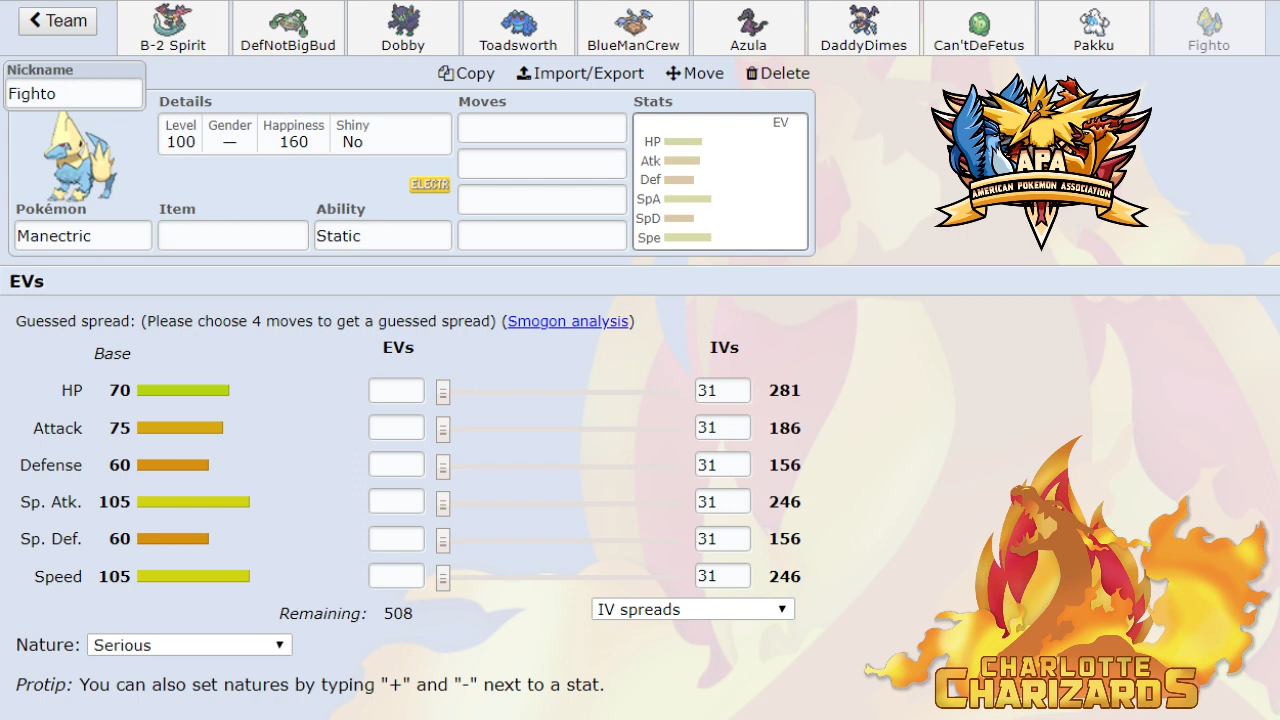 Team
B-2 Spirit
DefNotBigBud
Dobby
Toadsworth
BlueManCrew
Azula
DaddyDimes
Can'tDeFetus
Pakku
Fighto
Nickname
Fighto
Copy
Import/Export
Move
Delete
Details
Level Gender Happiness Shiny
100 — 160 No
ELECTR
Pokémon
Manectric
Item
Ability
Static
Moves
Stats
EV
HP
Atk
Def
SpA
SpD
Spe
APA
AMERICAN POKEMON ASSOCIATION
EVs
Guessed spread: (Please choose 4 moves to get a guessed spread) (Smogon analysis)
Base EVs IVs
HP 70 31 281
Attack 75 31 186
Defense 60 31 156
Sp. Atk. 105 31 246
Sp. Def. 60 31 156
Speed 105 31 246
Remaining: 508
IV spreads
Nature: Serious
Protip: You can also set natures by typing "+" and "-" next to a stat.
CHARLOTTE
CHARIZARDS